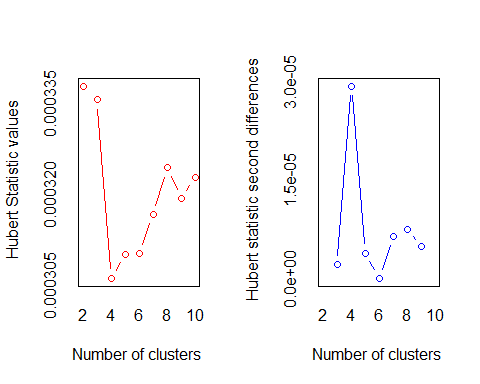 Hubert Statistic values
0.000305 0.000320 0.000335
2 4 6 8 10
Number of clusters
Hubert statistic second differences
0.0e+00 1.5e-05 3.0e-05
2 4 6 8 10
Number of clusters